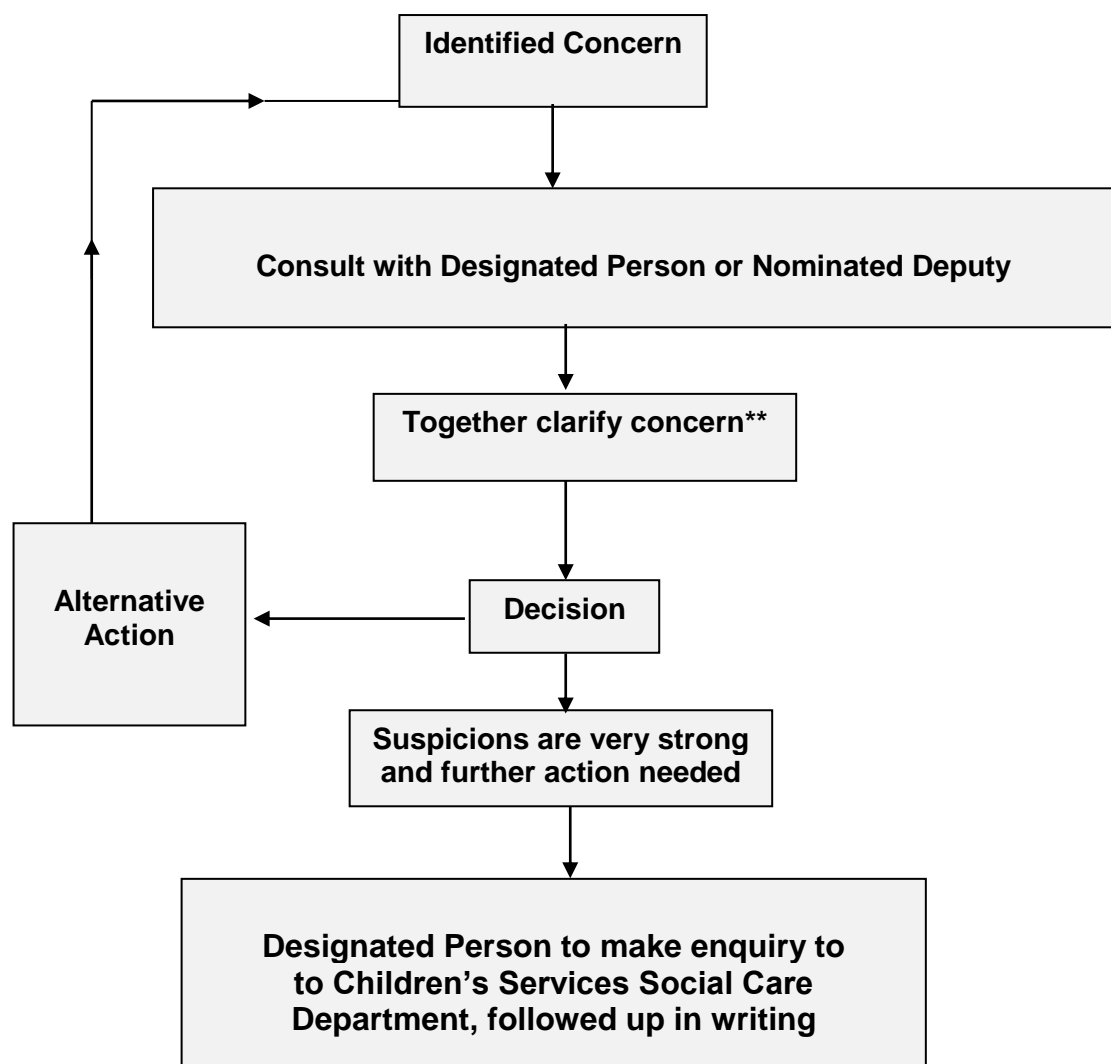 Identified Concern
Consult with Designated Person or Nominated Deputy
Together clarify concern**
Alternative
Action
Decision
Suspicions are very strong
and further action needed
Designated Person to make enquiry to
to Children’s Services Social Care
Department, followed up in writing